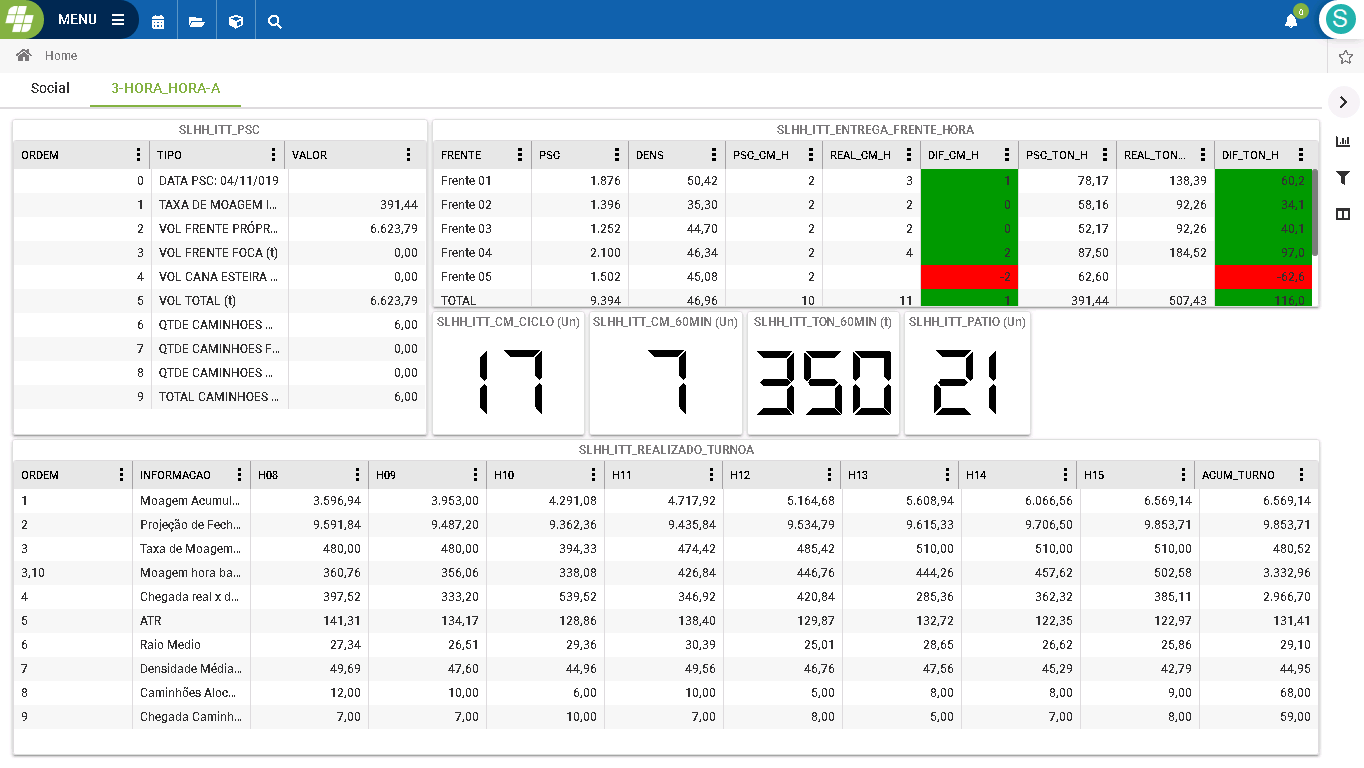 MENU
0
S
Home
Social 3-HORA_HORA-A
SLHH_ITT_PSC
ORDEM TIPO VALOR
0 DATA PSC: 04/11/019
1 TAXA DE MOAGEM I... 391,44
2 VOL FRENTE PRÓPR... 6.623,79
3 VOL FRENTE FOCA (t) 0,00
4 VOL CANA ESTEIRA ... 0,00
5 VOL TOTAL (t) 6.623,79
6 QTDE CAMINHOES ... 6,00
7 QTDE CAMINHOES F... 0,00
8 QTDE CAMINHOES ... 0,00
9 TOTAL CAMINHOES ... 6,00
SLHH_ITT_ENTREGA_FRENTE_HORA
FRENTE PSC DENS PSC_CM_H REAL_CM_H DIF_CM_H PSC_TON_H REAL_TON... DIF_TON_H
Frente 01 1.876 50,42 2 3 1 78,17 138,39 60,2
Frente 02 1.396 35,30 2 2 0 58,16 92,26 34,1
Frente 03 1.252 44,70 2 2 0 52,17 92,26 40,1
Frente 04 2.100 46,34 2 4 2 87,50 184,52 97,0
Frente 05 1.502 45,08 2 -2 62,60 -62,6
TOTAL 9.394 46,96 10 11 1 391,44 507,43 116,0
SLHH_ITT_CM_CICLO (Un) SLHH_ITT_CM_60MIN (Un) SLHH_ITT_TON_60MIN (t) SLHH_ITT_PATIO (Un)
17 7 350 21
SLHH_ITT_REALIZADO_TURNOA
ORDEM INFORMACAO H08 H09 H10 H11 H12 H13 H14 H15 ACUM_TURNO
1 Moagem Acumul... 3.596,94 3.953,00 4.291,08 4.717,92 5.164,68 5.608,94 6.066,56 6.569,14 6.569,14
2 Projeção de Fech... 9.591,84 9.487,20 9.362,36 9.435,84 9.534,79 9.615,33 9.706,50 9.853,71 9.853,71
3 Taxa de Moagem... 480,00 480,00 394,33 474,42 485,42 510,00 510,00 510,00 480,52
3,10 Moagem hora ba... 360,76 356,06 338,08 426,84 446,76 444,26 457,62 502,58 3.332,96
4 Chegada real x d... 397,52 333,20 539,52 346,92 420,84 285,36 362,32 385,11 2.966,70
5 ATR 141,31 134,17 128,86 138,40 129,87 132,72 122,35 122,97 131,41
6 Raio Medio 27,34 26,51 29,36 30,39 25,01 28,65 26,62 25,86 29,10
7 Densidade Média... 49,69 47,60 44,96 49,56 46,76 47,56 45,29 42,79 44,95
8 Caminhões Aloc... 12,00 10,00 6,00 10,00 5,00 8,00 8,00 9,00 68,00
9 Chegada Caminh... 7,00 7,00 10,00 7,00 8,00 5,00 7,00 8,00 59,00